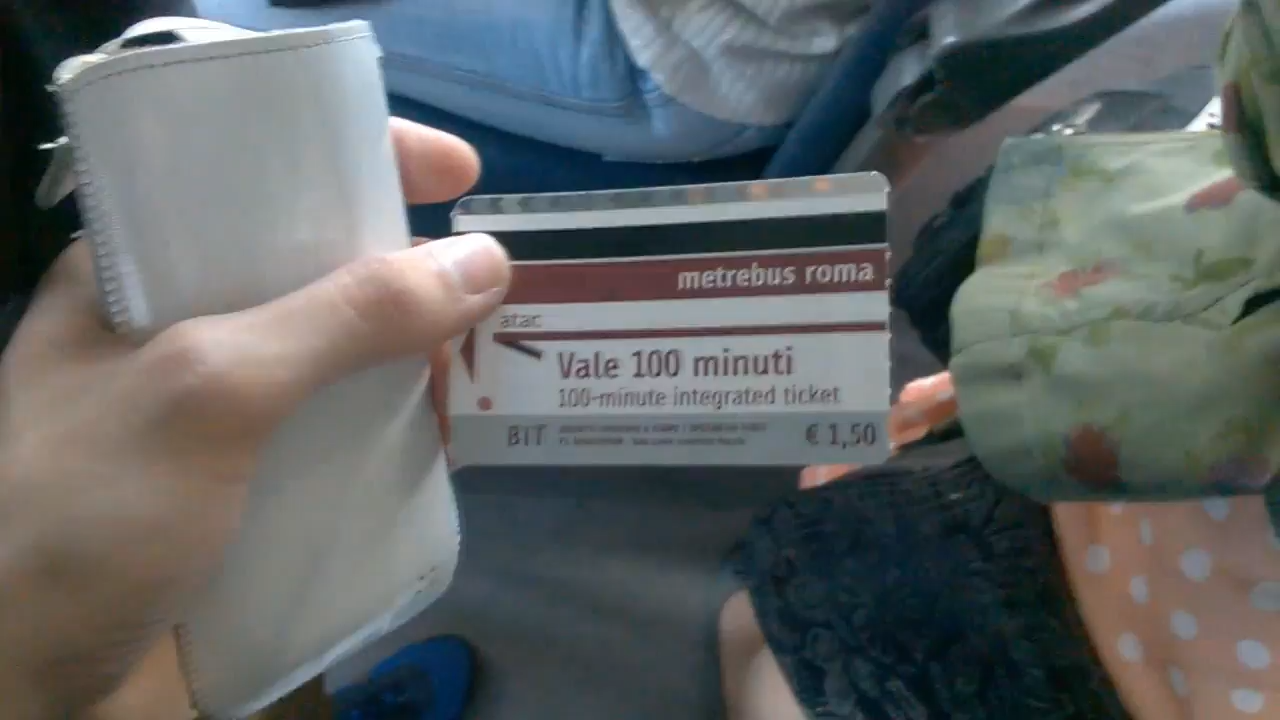 metrebus roma
atac
Vale 100 minuti
100-minute integrated ticket
BIT
€ 1,50